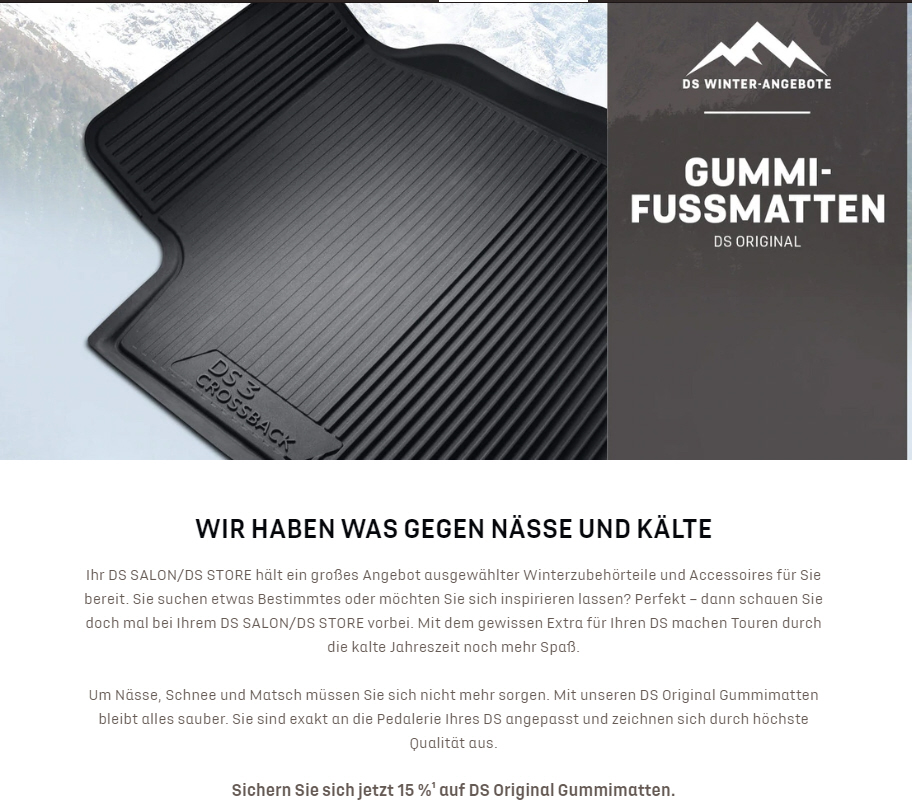 DS WINTER-ANGEBOTE
GUMMI-
FUSSMATTEN
DS ORIGINAL
DS 3
CROSSBACK
WIR HABEN WAS GEGEN NÄSSE UND KÄLTE
Ihr DS SALON/DS STORE hält ein großes Angebot ausgewählter Winterzubehörteile und Accessoires für Sie
bereit. Sie suchen etwas Bestimmtes oder möchten Sie sich inspirieren lassen? Perfekt – dann schauen Sie
doch mal bei Ihrem DS SALON/DS STORE vorbei. Mit dem gewissen Extra für Ihren DS machen Touren durch
die kalte Jahreszeit noch mehr Spaß.
Um Nässe, Schnee und Matsch müssen Sie sich nicht mehr sorgen. Mit unseren DS Original Gummimatten
bleibt alles sauber. Sie sind exakt an die Pedalerie Ihres DS angepasst und zeichnen sich durch höchste
Qualität aus.
Sichern Sie sich jetzt 15 %¹ auf DS Original Gummimatten.